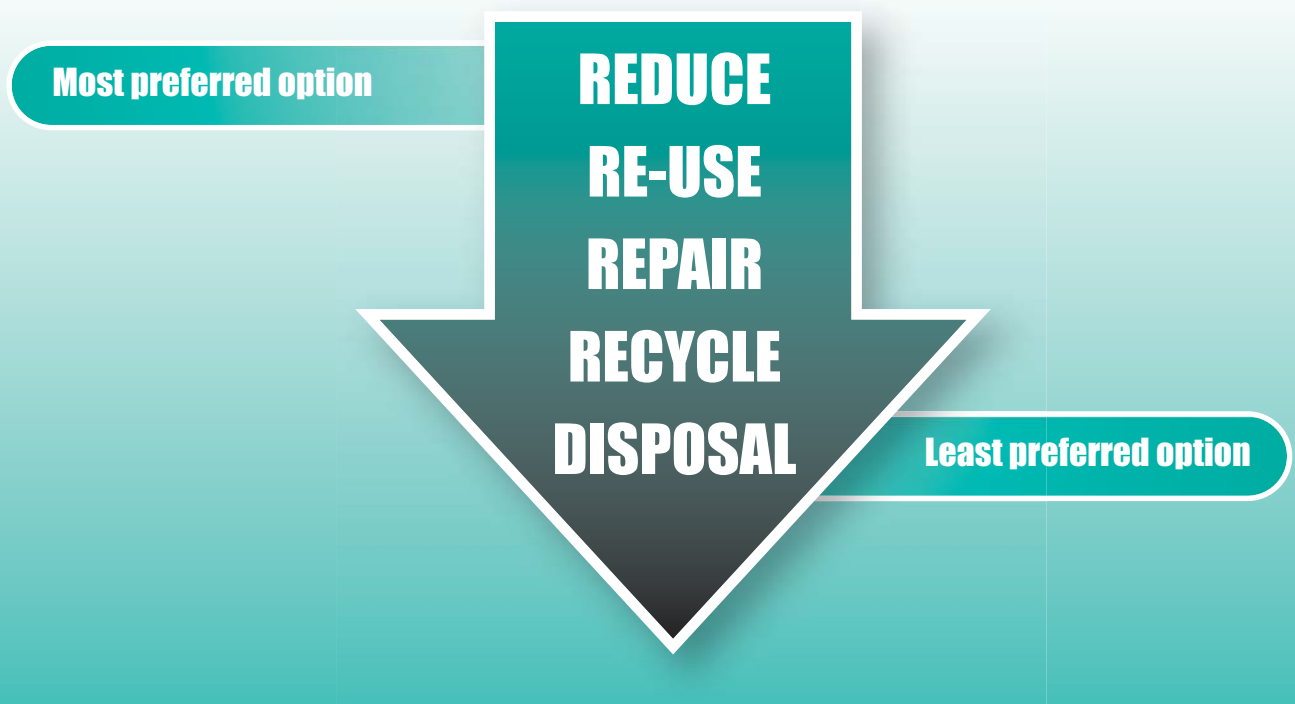 Most preferred option
REDUCE
RE-USE
REPAIR
RECYCLE
DISPOSAL
Least preferred option